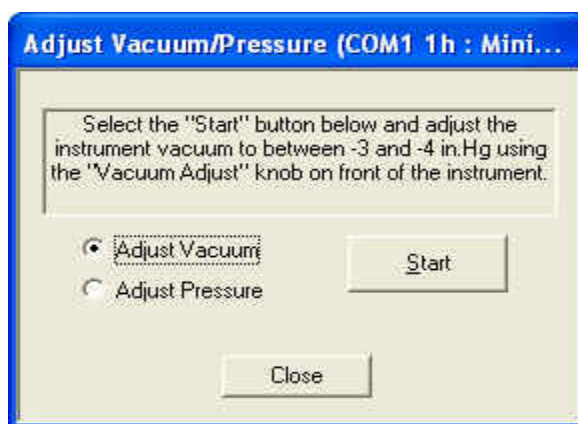 Adjust Vacuum/Pressure (COM1 1h : Mini...
Select the "Start" button below and adjust the
instrument vacuum to between -3 and -4 in.Hg using
the "Vacuum Adjust" knob on front of the instrument.
Adjust Vacuum
Start
Adjust Pressure
Close